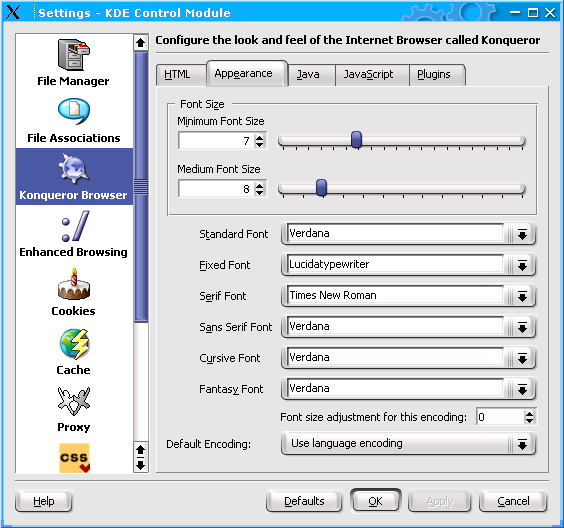 Settings - KDE Control Module
Configure the look and feel of the Internet Browser called Konqueror
File Manager
File Associations
Konqueror Browser
Enhanced Browsing
Cookies
Cache
Proxy
css
HTML
Appearance
Java
JavaScript
Plugins
Font Size
Minimum Font Size
7
Medium Font Size
8
Standard Font Verdana
Fixed Font Lucidatypewriter
Serif Font Times New Roman
Sans Serif Font Verdana
Cursive Font Verdana
Fantasy Font Verdana
Font size adjustment for this encoding: 0
Default Encoding: Use language encoding
Help
Defaults
OK
Apply
Cancel